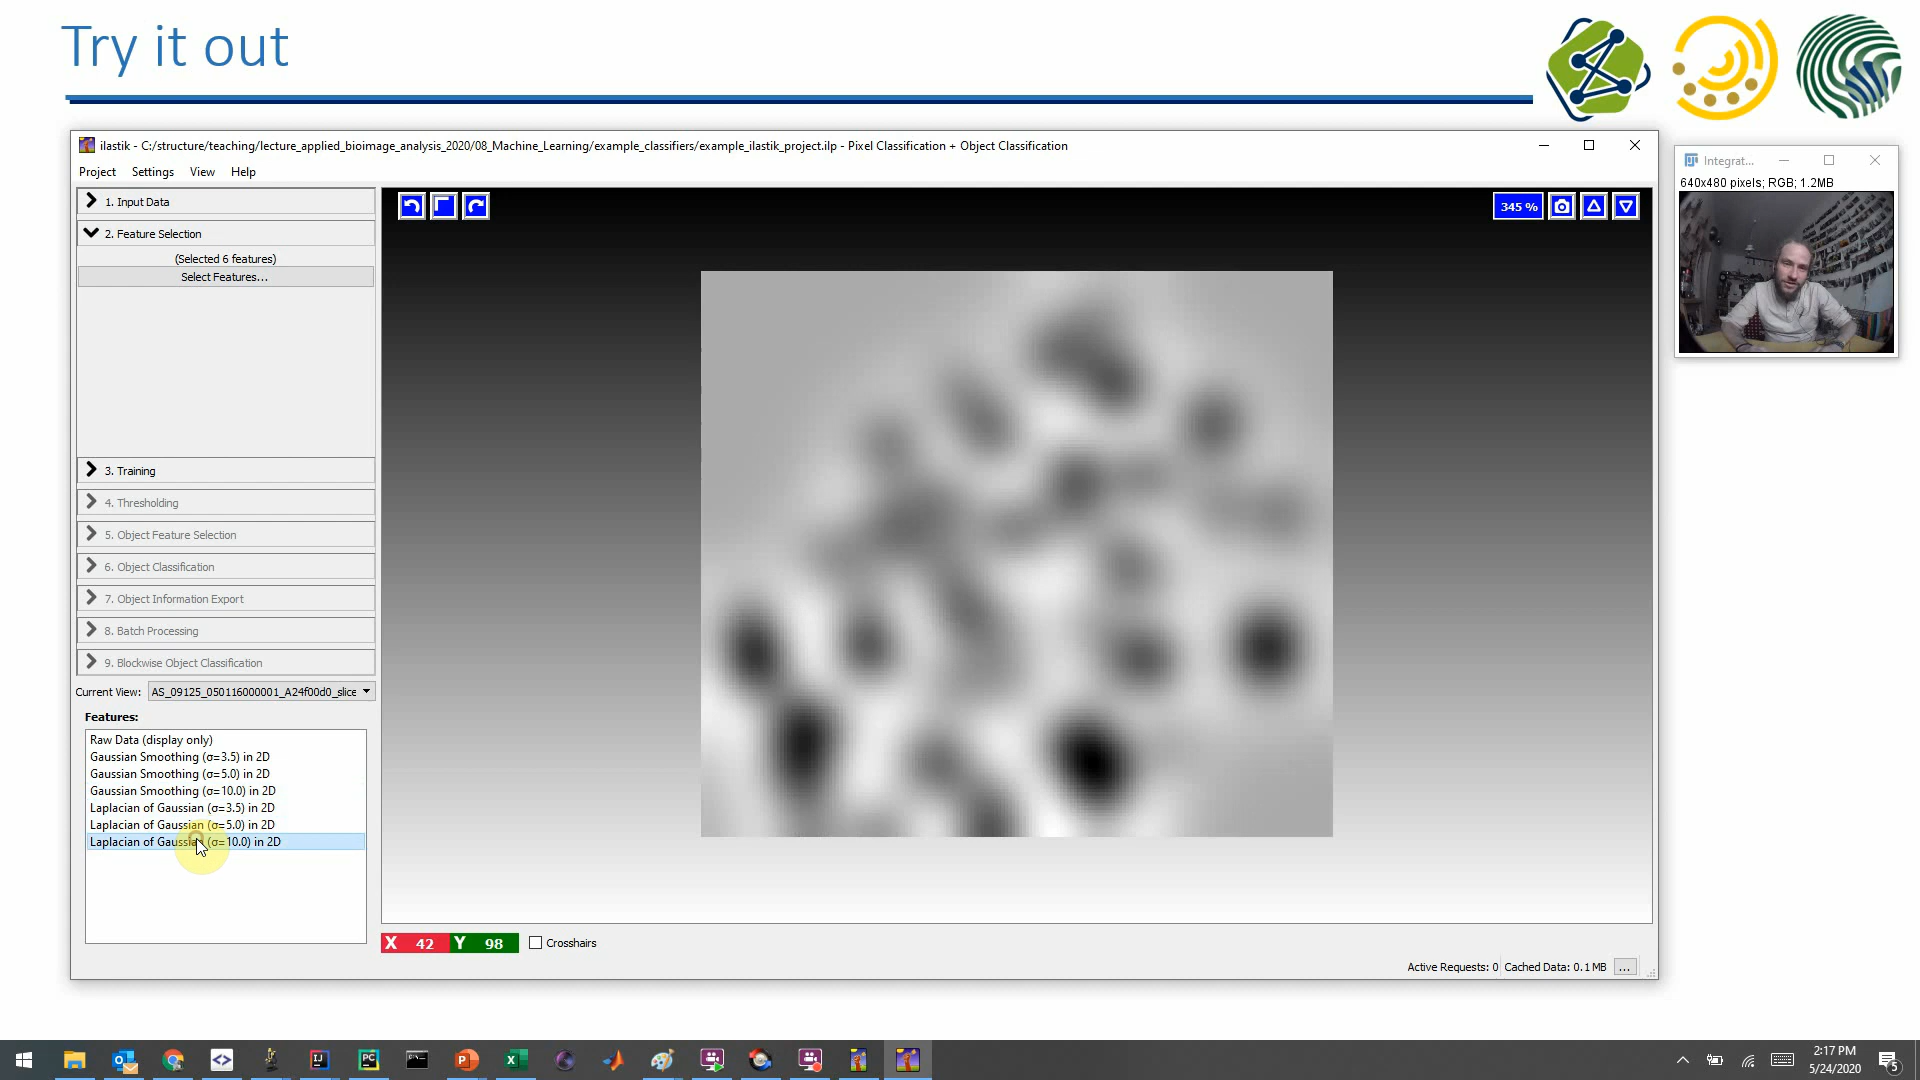 Try it out
ilastik - C:/structure/teaching/lecture_applied_bioimage_analysis_2020/08_Machine_Learning/example_classifiers/example_ilastik_project.ilp - Pixel Classification + Object Classification
Project Settings View Help
Integrat...
640x480 pixels; RGB; 1.2MB
1. Input Data
2. Feature Selection
(Selected 6 features)
Select Features...
345 %
3. Training
4. Thresholding
5. Object Feature Selection
6. Object Classification
7. Object Information Export
8. Batch Processing
9. Blockwise Object Classification
Current View: AS_09125_050116000001_A24f00d0_slice
Features:
Raw Data (display only)
Gaussian Smoothing (σ=3.5) in 2D
Gaussian Smoothing (σ=5.0) in 2D
Gaussian Smoothing (σ=10.0) in 2D
Laplacian of Gaussian (σ=3.5) in 2D
Laplacian of Gaussian (σ=5.0) in 2D
Laplacian of Gaussian (σ=10.0) in 2D
X 42 Y 98 Crosshairs
Active Requests: 0 Cached Data: 0.1 MB ...
2:17 PM
5/24/2020
5